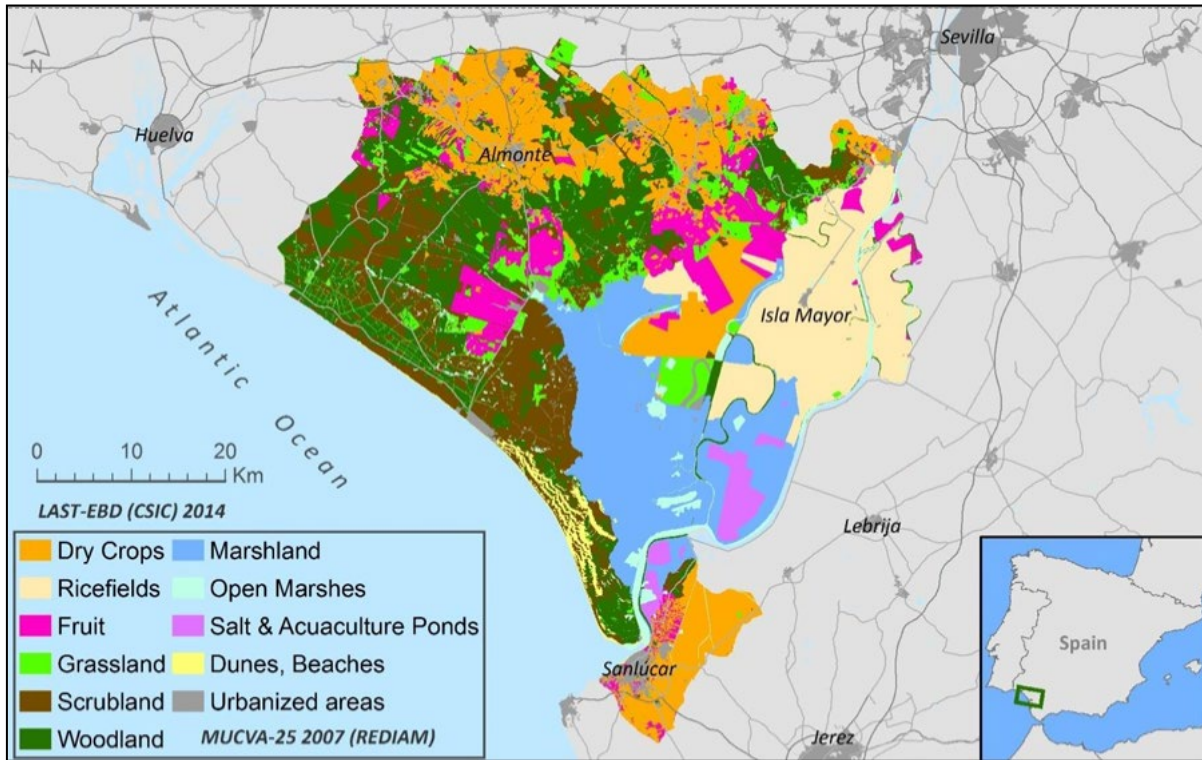 N
Huelva
Sevilla
Almonte
Isla Mayor
Atlantic
Ocean
0 10 20
Km
LAST-EBD (CSIC) 2014
Lebrija
Sanlúcar
Jerez
Dry Crops
Ricefields
Fruit
Grassland
Scrubland
Woodland
Marshland
Open Marshes
Salt & Acuaculture Ponds
Dunes, Beaches
Urbanized areas
MUCVA-25 2007 (REDIAM)
Spain